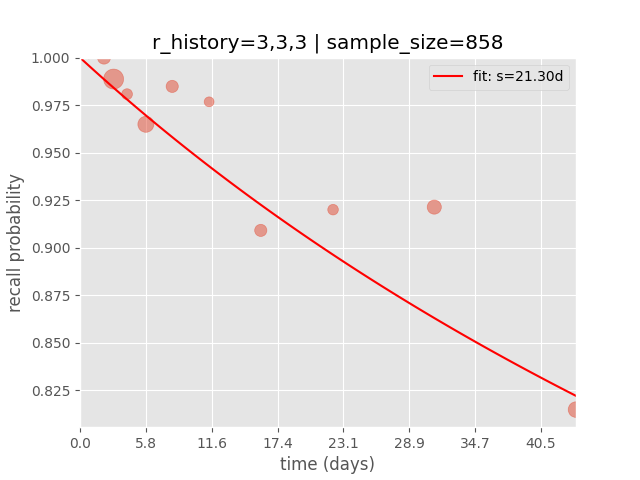 r_history=3,3,3 | sample_size=858
fit: s=21.30d
1.000
0.975
0.950
0.925
0.900
0.875
0.850
0.825
recall probability
0.0 5.8 11.6 17.4 23.1 28.9 34.7 40.5
time (days)